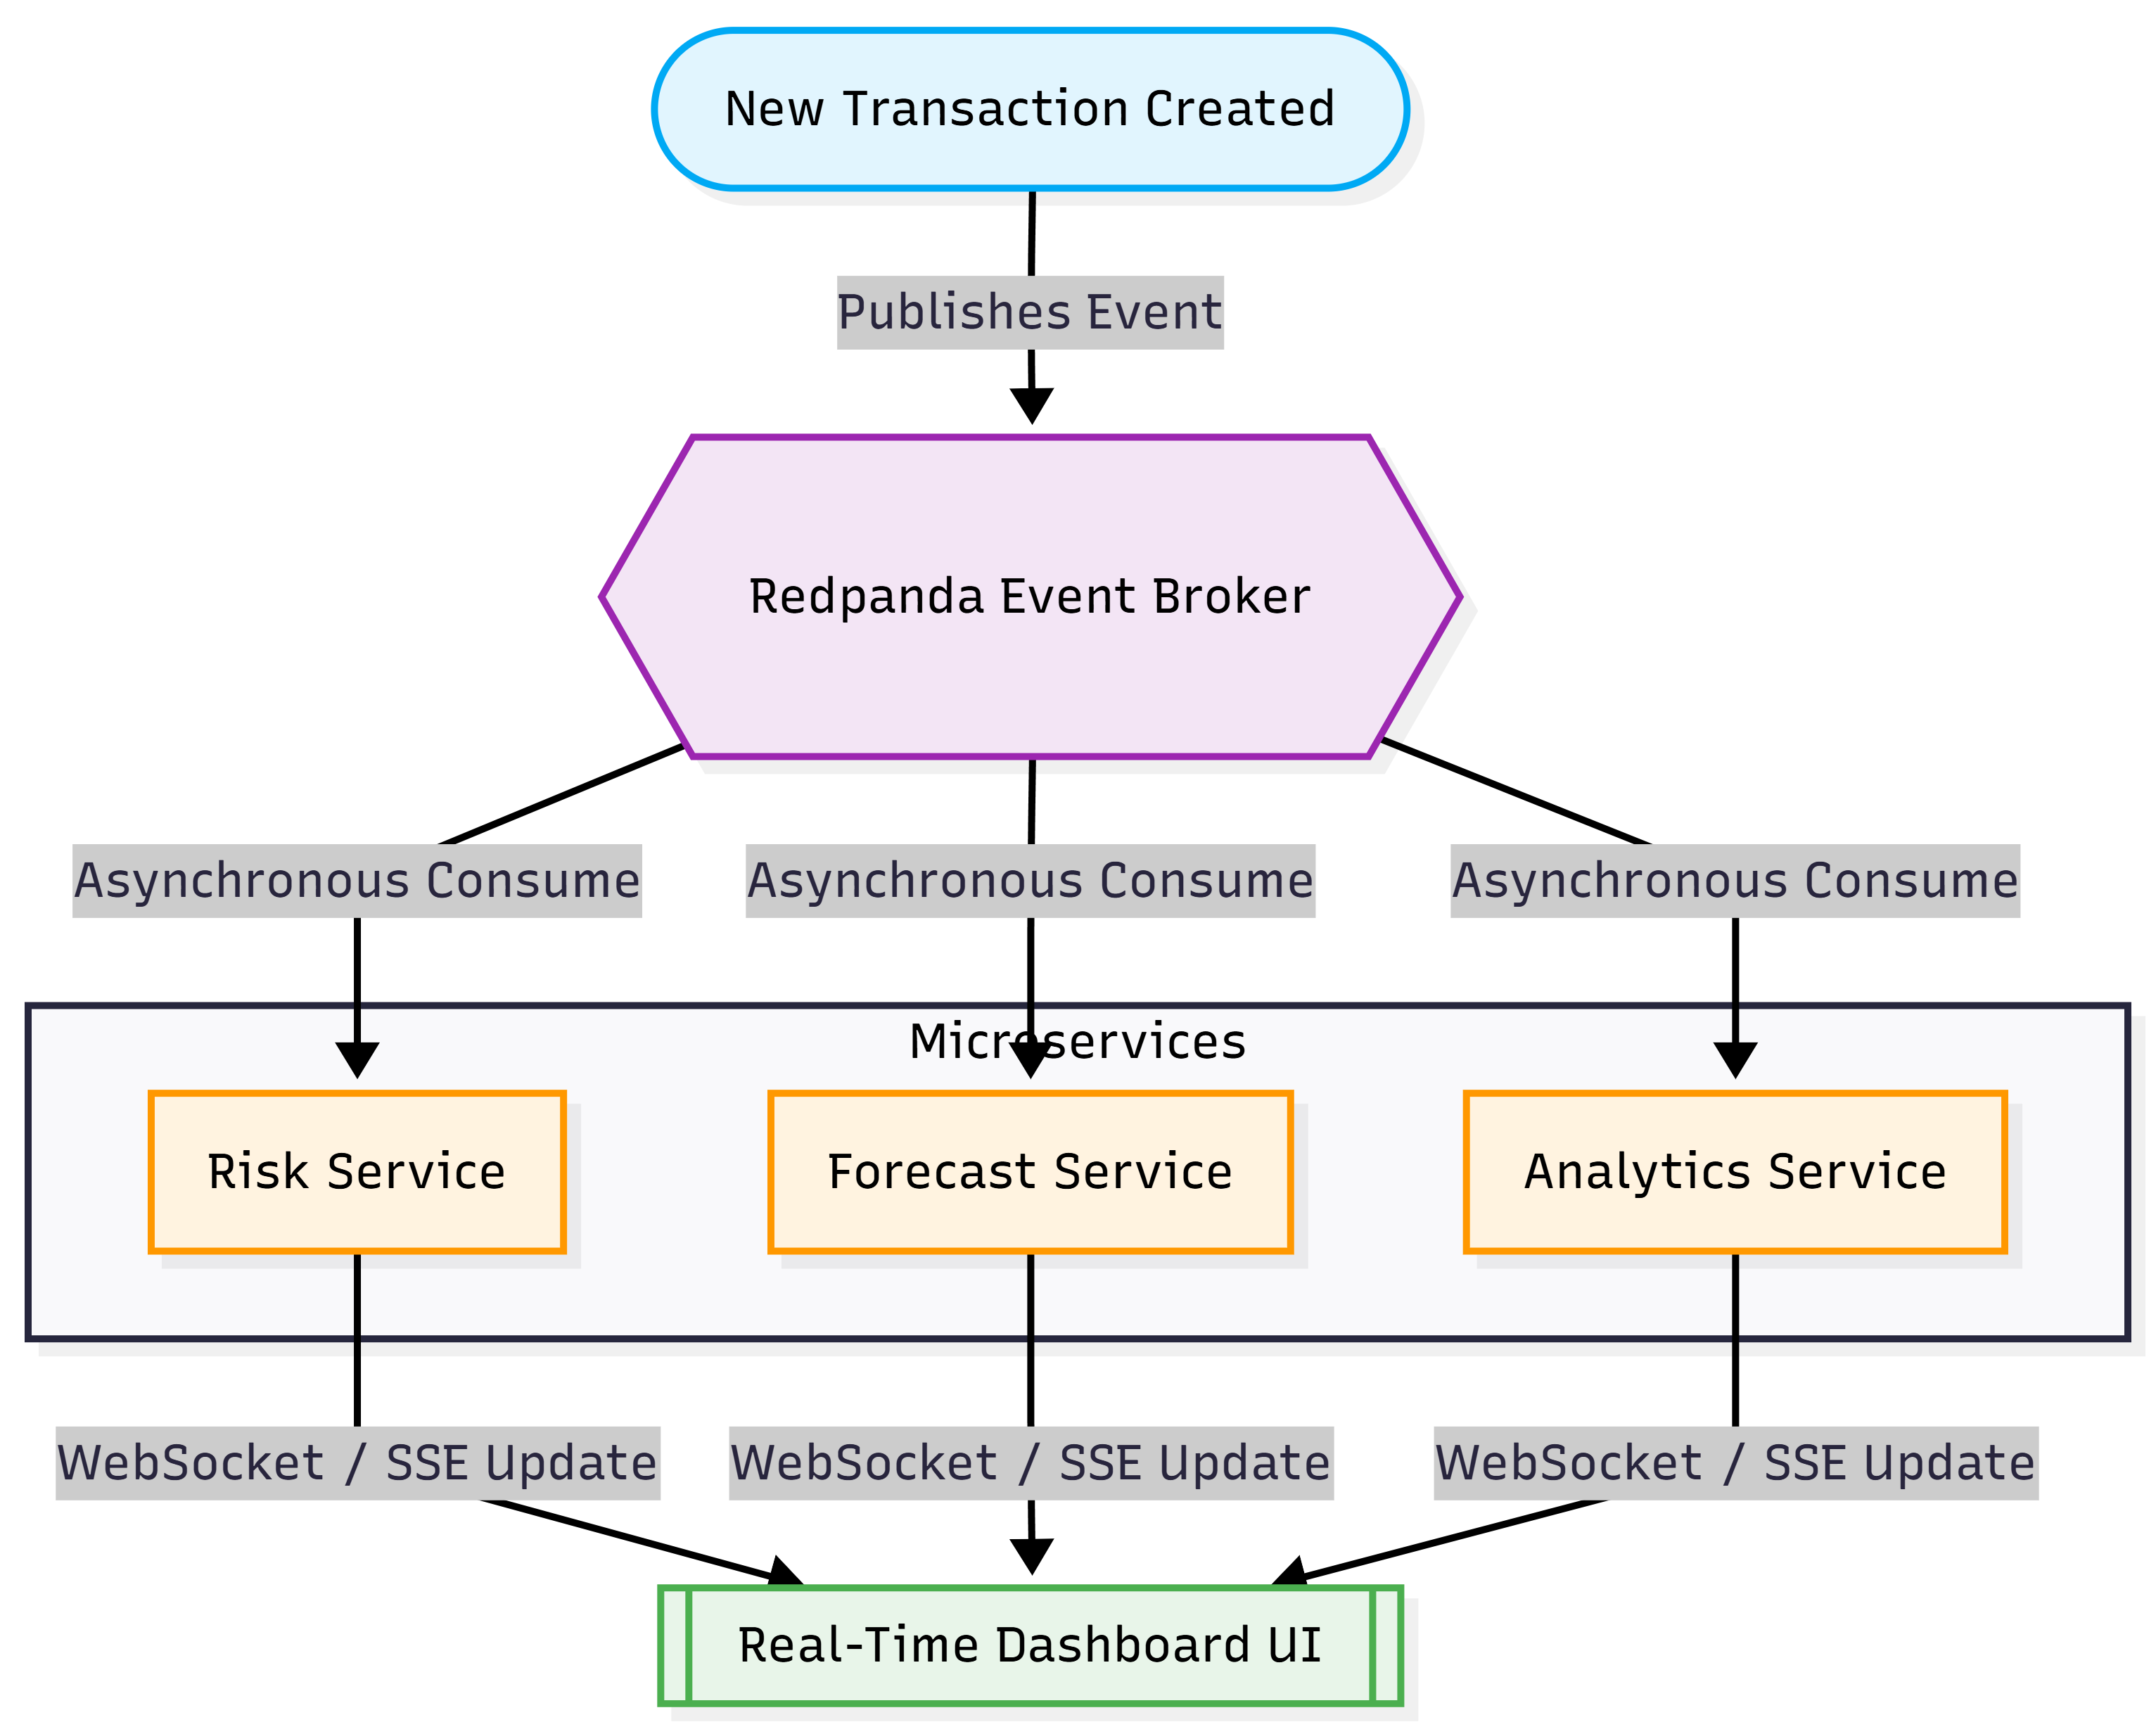 New Transaction Created
Publishes Event
Redpanda Event Broker
Asynchronous Consume
Asynchronous Consume
Asynchronous Consume
Microservices
Risk Service
Forecast Service
Analytics Service
WebSocket / SSE Update
WebSocket / SSE Update
WebSocket / SSE Update
Real-Time Dashboard UI